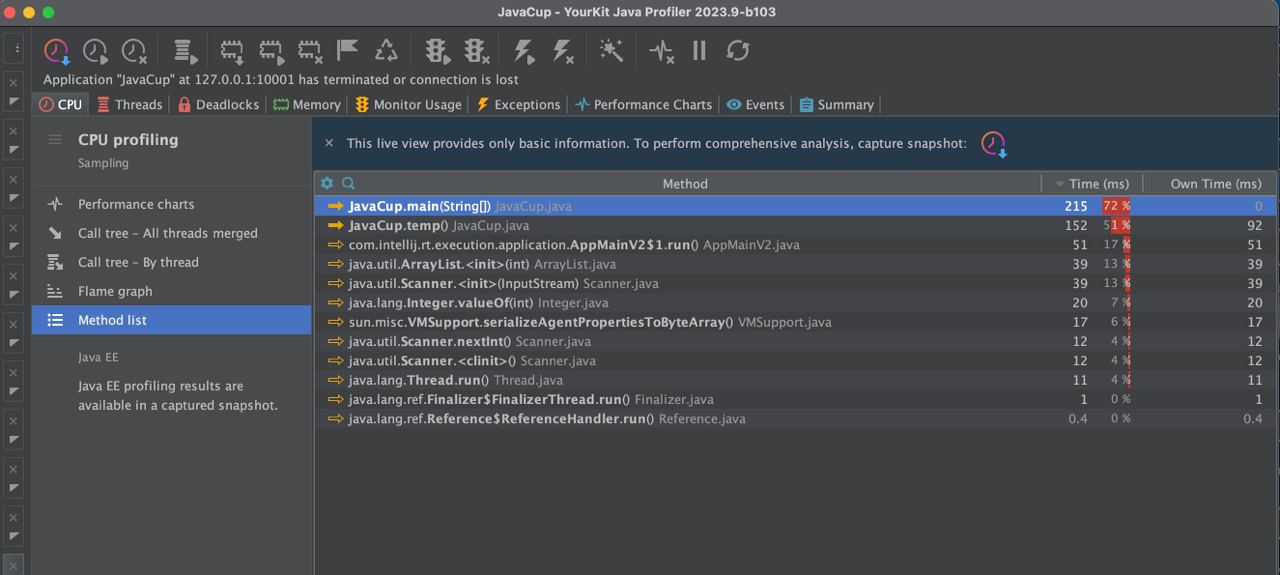 JavaCup - YourKit Java Profiler 2023.9-b103
Application "JavaCup" at 127.0.0.1:10001 has terminated or connection is lost
CPU Threads Deadlocks Memory Monitor Usage Exceptions Performance Charts Events Summary
CPU profiling
Sampling
Performance charts
Call tree – All threads merged
Call tree – By thread
Flame graph
Method list
Java EE
Java EE profiling results are
available in a captured snapshot.
This live view provides only basic information. To perform comprehensive analysis, capture snapshot:
Method Time (ms) Own Time (ms)
JavaCup.main(String[]) JavaCup.java 215 72 % 0
JavaCup.temp() JavaCup.java 152 51 % 92
com.intellij.rt.execution.application.AppMainV2$1.run() AppMainV2.java 51 17 % 51
java.util.ArrayList.<init>(int) ArrayList.java 39 13 % 39
java.util.Scanner.<init>(InputStream) Scanner.java 39 13 % 39
java.lang.Integer.valueOf(int) Integer.java 20 7 % 20
sun.misc.VMSupport.serializeAgentPropertiesToByteArray() VMSupport.java 17 6 % 17
java.util.Scanner.nextInt() Scanner.java 12 4 % 12
java.util.Scanner.<clinit>() Scanner.java 12 4 % 12
java.lang.Thread.run() Thread.java 11 4 % 11
java.lang.ref.Finalizer$FinalizerThread.run() Finalizer.java 1 0 % 1
java.lang.ref.Reference$ReferenceHandler.run() Reference.java 0.4 0 % 0.4